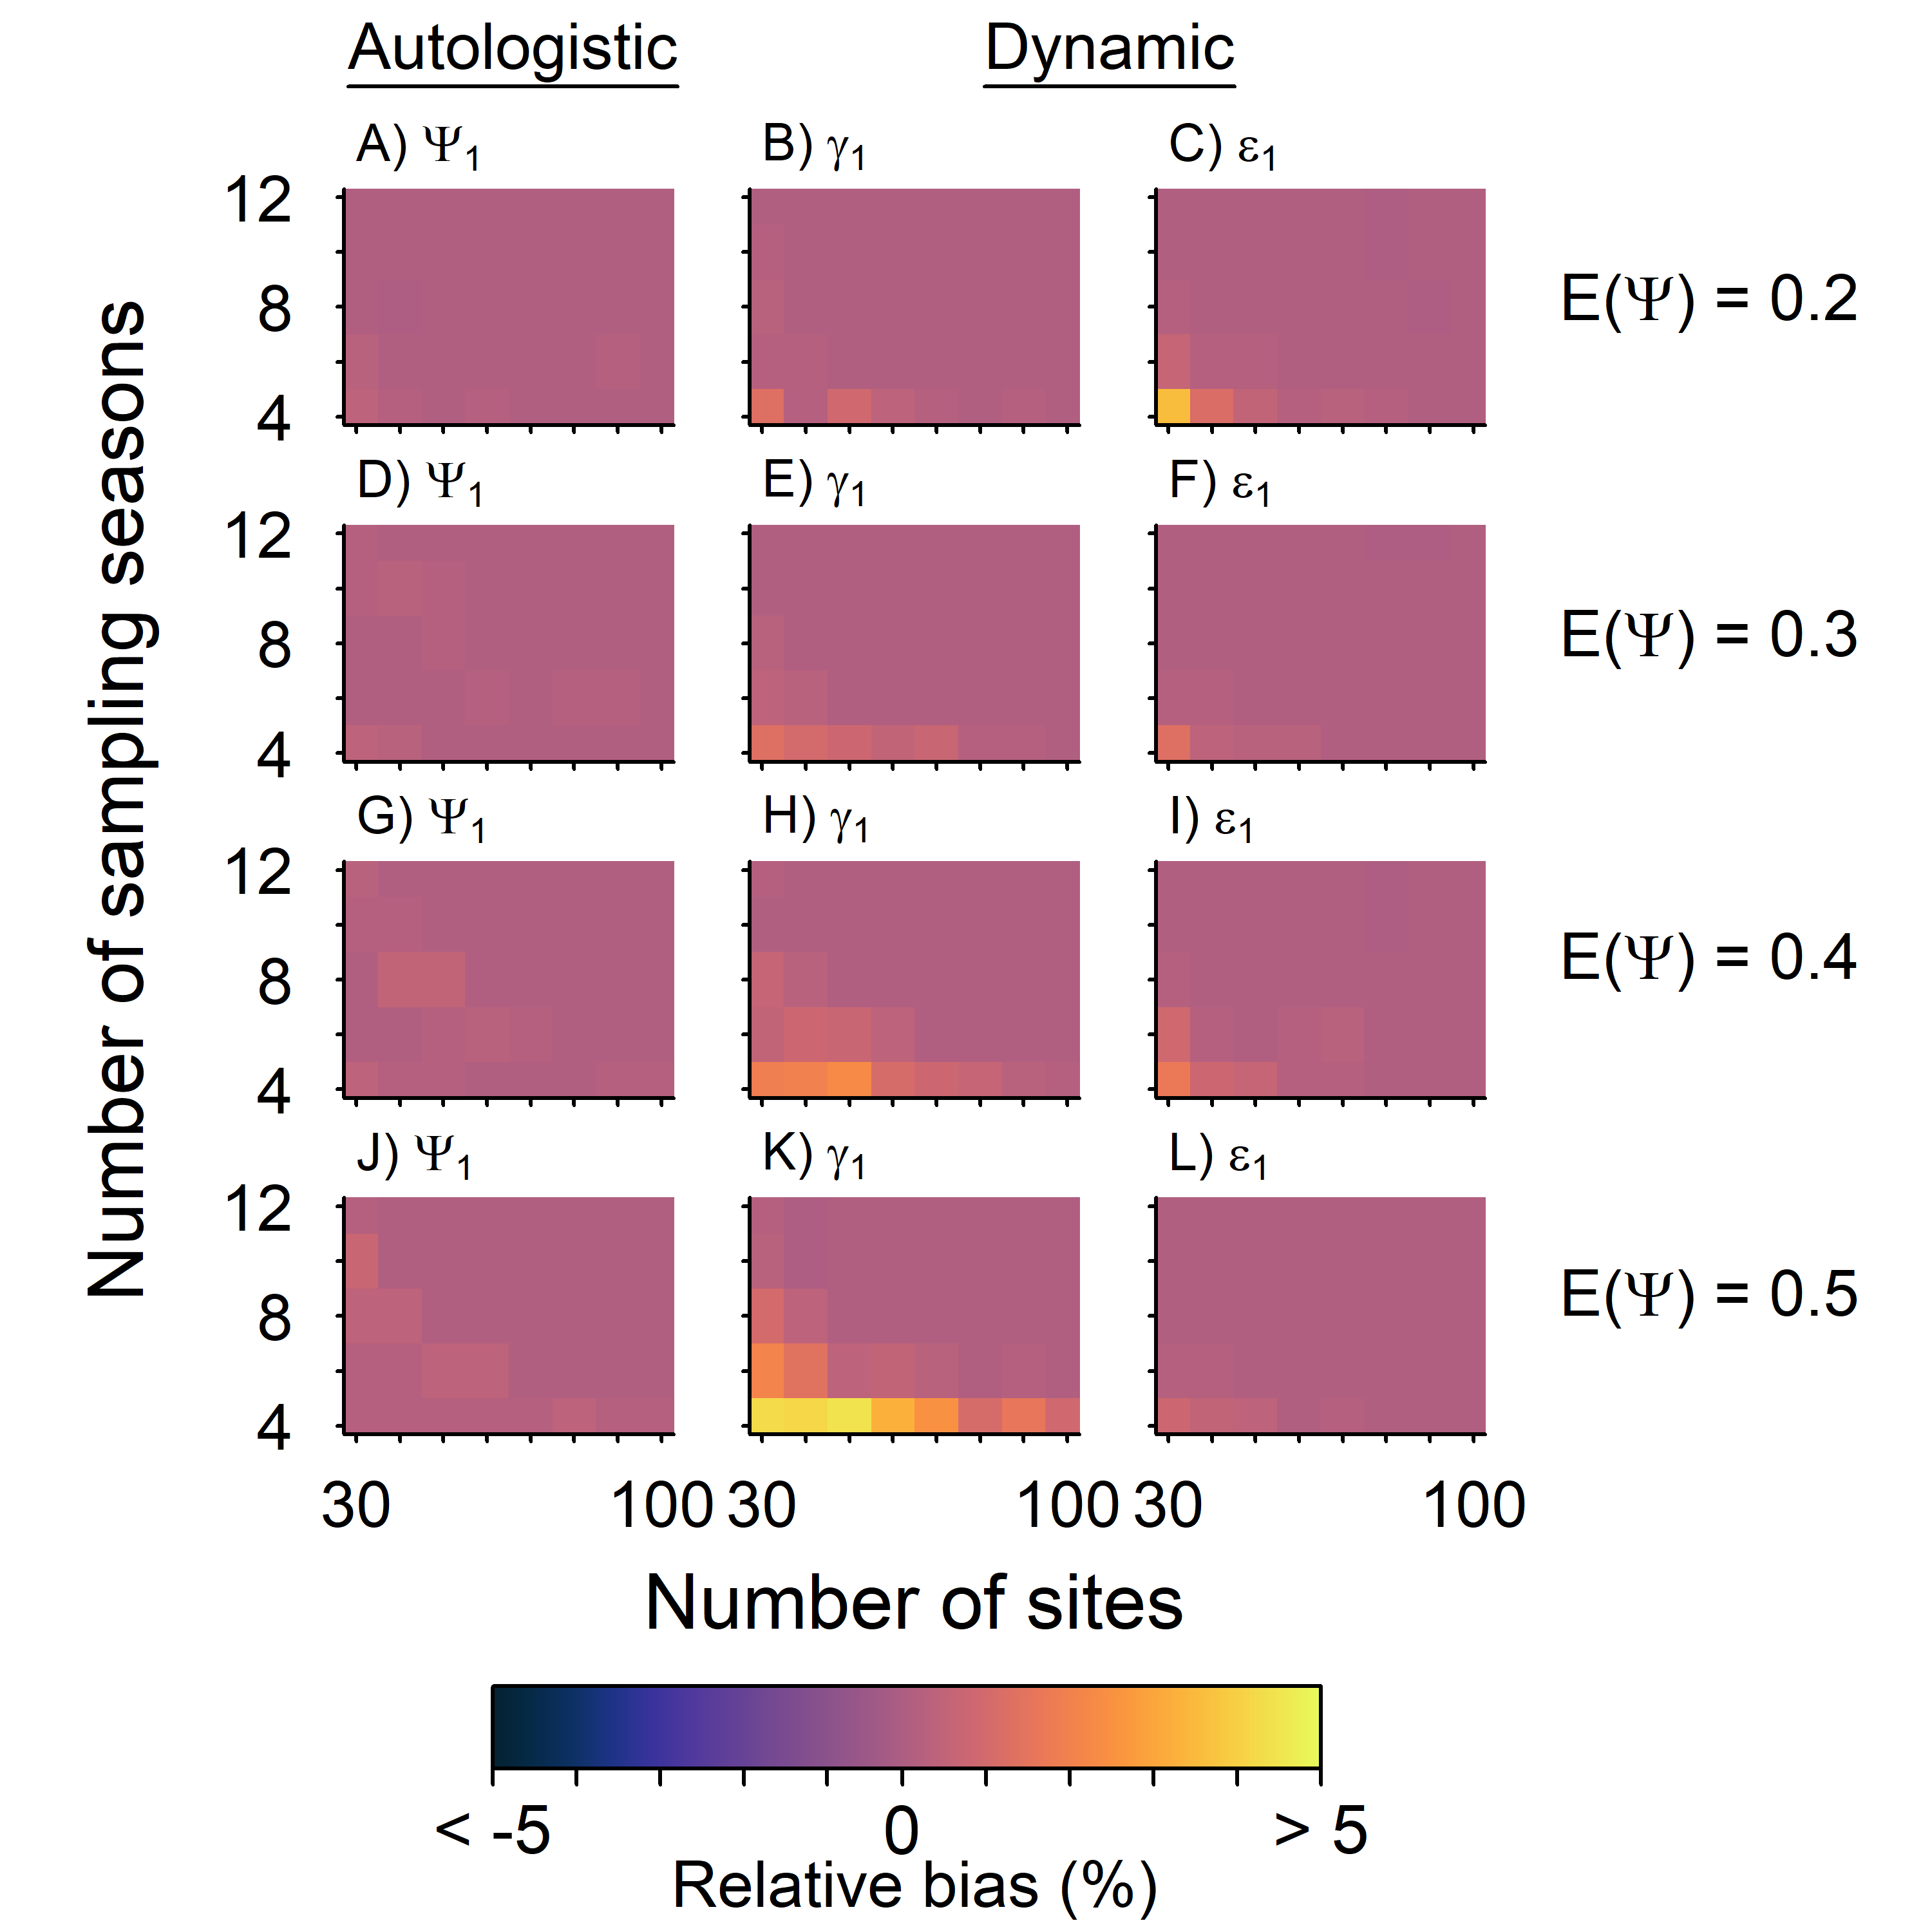 Autologistic Dynamic
A) Ψ1 B) γ1 C) ε1
12
8
4
E(Ψ) = 0.2
D) Ψ1 E) γ1 F) ε1
12
8
4
E(Ψ) = 0.3
G) Ψ1 H) γ1 I) ε1
12
8
4
E(Ψ) = 0.4
J) Ψ1 K) γ1 L) ε1
12
8
4
E(Ψ) = 0.5
Number of sampling seasons
30 100 30 100 30 100
Number of sites
< -5 0 > 5
Relative bias (%)